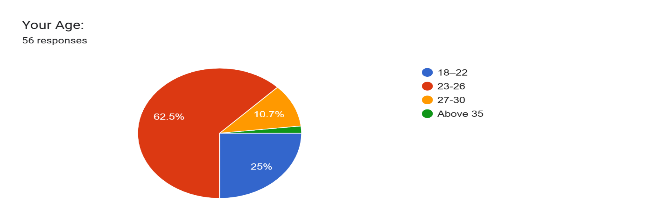 Your Age:
56 responses
62.5%
10.7%
25%
18–22
23-26
27-30
Above 35